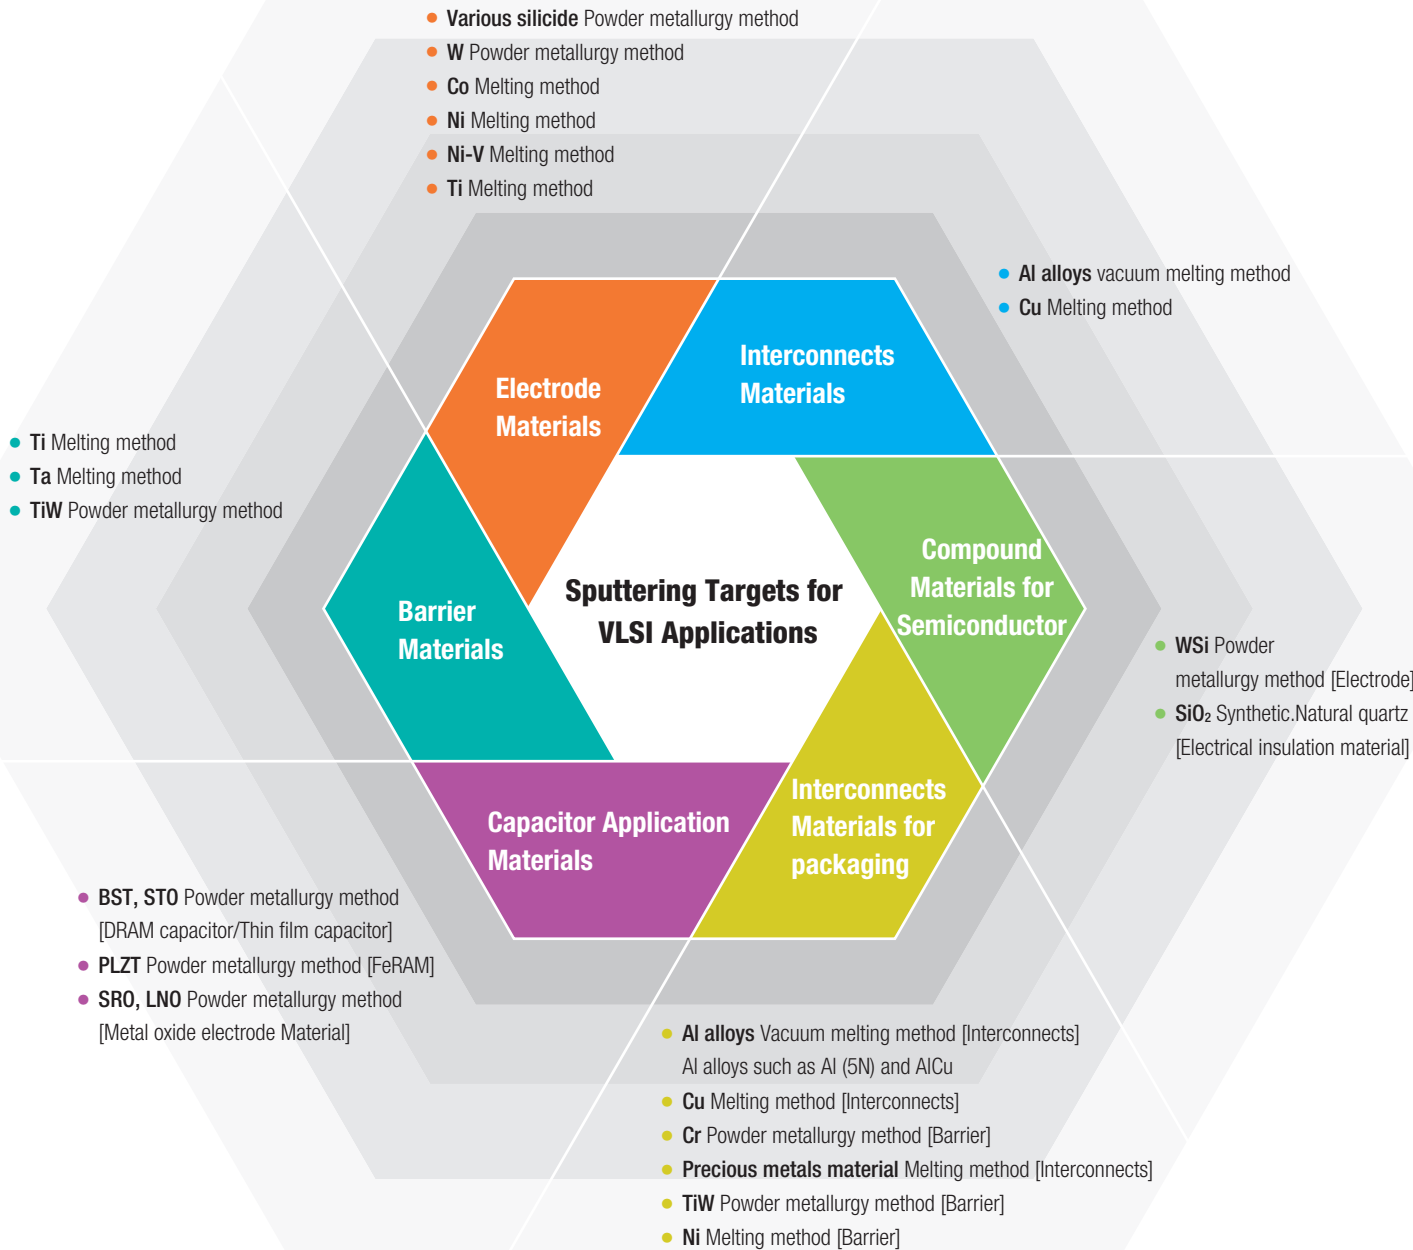 Various silicide Powder metallurgy method
W Powder metallurgy method
Co Melting method
Ni Melting method
Ni-V Melting method
Ti Melting method
Al alloys vacuum melting method
Cu Melting method
Interconnects
Materials
Electrode
Materials
Ti Melting method
Ta Melting method
TiW Powder metallurgy method
Compound
Materials for
Semiconductor
Sputtering Targets for
VLSI Applications
Barrier
Materials
WSi Powder
metallurgy method [Electrode]
SiO₂ Synthetic.Natural quartz
[Electrical insulation material]
Interconnects
Materials for
packaging
Capacitor Application
Materials
BST, STO Powder metallurgy method
[DRAM capacitor/Thin film capacitor]
PLZT Powder metallurgy method [FeRAM]
SRO, LNO Powder metallurgy method
[Metal oxide electrode Material]
Al alloys Vacuum melting method [Interconnects]
Al alloys such as Al (5N) and AlCu
Cu Melting method [Interconnects]
Cr Powder metallurgy method [Barrier]
Precious metals material Melting method [Interconnects]
TiW Powder metallurgy method [Barrier]
Ni Melting method [Barrier]